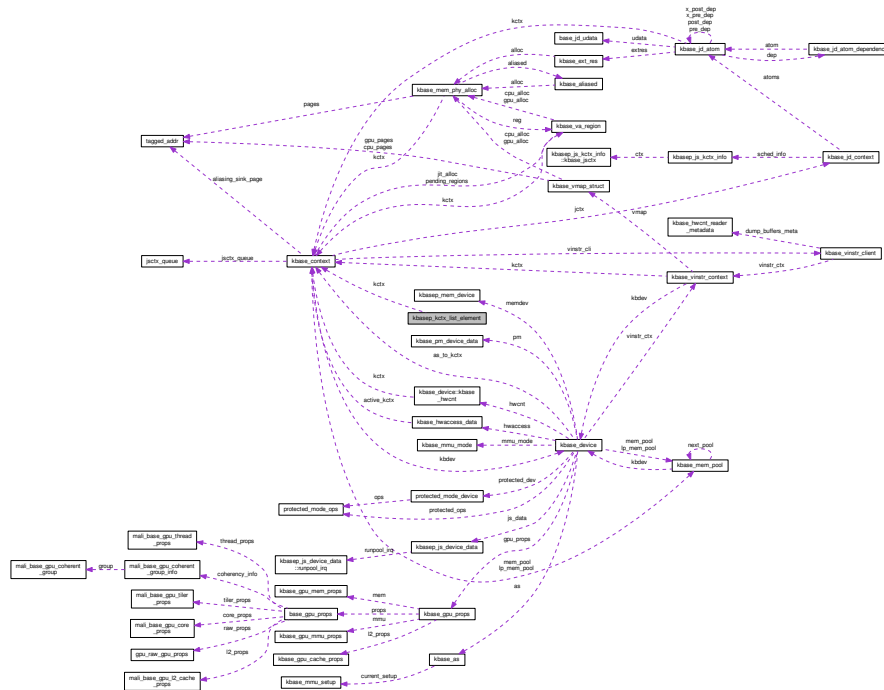 x_post_dep
x_pre_dep
post_dep
pre_dep
kctx
base_jd_udata
udata
kbase_jd_atom
atom
kbase_jd_atom_dependency
dep
alloc
kbase_ext_res
extres
aliased
kbase_mem_phy_alloc
alloc
kbase_aliased
cpu_alloc
gpu_alloc
atoms
pages
reg
kbase_va_region
tagged_addr
gpu_pages
cpu_pages
cpu_alloc
gpu_alloc
kctx
kbasep_js_kctx_info
::kbase_jsctx
ctx
kbasep_js_kctx_info
sched_info
kbase_jd_context
aliasing_sink_page
jit_alloc
pending_regions
kbase_vmap_struct
kctx
jctx
vmap
kbase_hwcnt_reader
_metadata
dump_buffers_meta
jsctx_queue
jsctx_queue
kbase_context
vinstr_cli
kbase_vinstr_client
kctx
kbase_vinstr_context
vinstr_ctx
kctx
kbasep_mem_device
memdev
kbdev
kbasep_kctx_list_element
kbase_pm_device_data
pm
vinstr_ctx
as_to_kctx
kctx
kbase_device::kbase
_hwcnt
active_kctx
hwcnt
kbase_hwaccess_data
hwaccess
kbase_mmu_mode
mmu_mode
kbase_device
mem_pool
lp_mem_pool
next_pool
kbdev
kbdev
kbase_mem_pool
protected_dev
ops
protected_mode_device
protected_mode_ops
protected_ops
js_data
mali_base_gpu_thread
_props
thread_props
gpu_props
kbasep_js_device_data
runpool_irq
kbasep_js_device_data
::runpool_irq
mali_base_gpu_coherent
_group
group
mali_base_gpu_coherent
_group_info
coherency_info
mem_pool
lp_mem_pool
as
mali_base_gpu_tiler
_props
tiler_props
kbase_gpu_mem_props
mem
core_props
base_gpu_props
props
kbase_gpu_props
mali_base_gpu_core
_props
raw_props
mmu
kbase_gpu_mmu_props
gpu_raw_gpu_props
l2_props
l2_props
kbase_gpu_cache_props
kbase_as
mali_base_gpu_l2_cache
_props
kbase_mmu_setup
current_setup